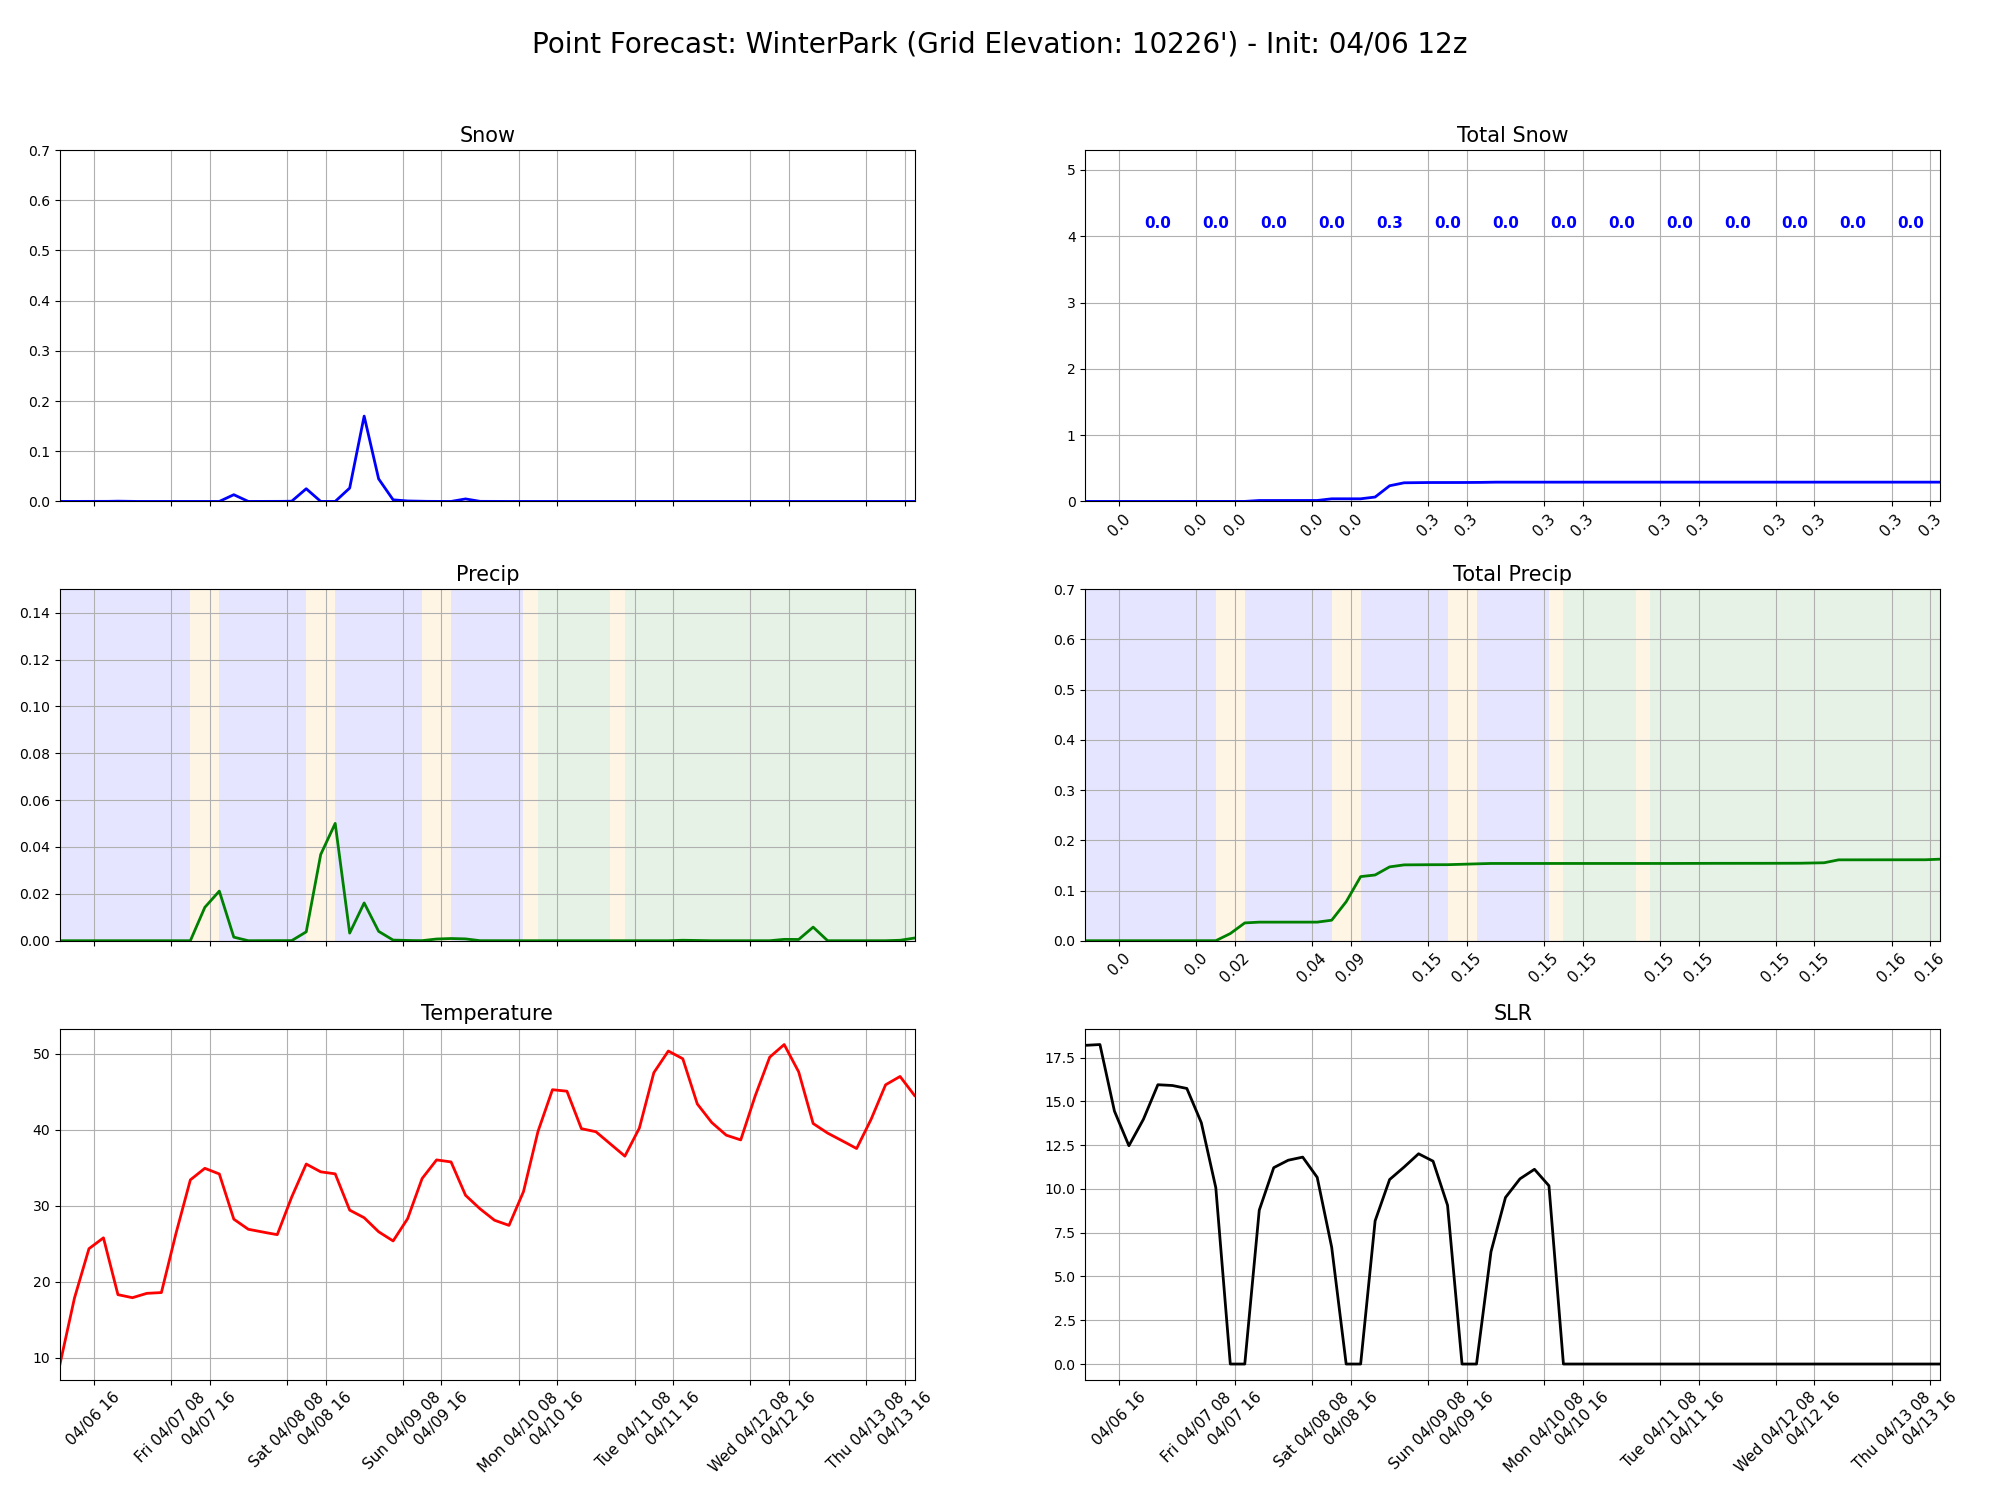 Point Forecast: WinterPark (Grid Elevation: 10226') - Init: 04/06 12z
Snow
0.7
0.6
0.5
0.4
0.3
0.2
0.1
0.0
Total Snow
5
4
3
2
1
0
0.0 0.0 0.0 0.0 0.3 0.0 0.0 0.0 0.0 0.0 0.0 0.0 0.0 0.0
0.0 0.0 0.0 0.0 0.0 0.3 0.3 0.3 0.3 0.3 0.3 0.3 0.3 0.3 0.3
Precip
0.14
0.12
0.10
0.08
0.06
0.04
0.02
0.00
Total Precip
0.7
0.6
0.5
0.4
0.3
0.2
0.1
0.0
0.0 0.0 0.02 0.04 0.09 0.15 0.15 0.15 0.15 0.15 0.15 0.15 0.15 0.16 0.16
Temperature
50
40
30
20
10
04/06 16
Fri 04/07 08
04/07 16
Sat 04/08 08
04/08 16
Sun 04/09 08
04/09 16
Mon 04/10 08
04/10 16
Tue 04/11 08
04/11 16
Wed 04/12 08
04/12 16
Thu 04/13 08
04/13 16
SLR
17.5
15.0
12.5
10.0
7.5
5.0
2.5
0.0
04/06 16
Fri 04/07 08
04/07 16
Sat 04/08 08
04/08 16
Sun 04/09 08
04/09 16
Mon 04/10 08
04/10 16
Tue 04/11 08
04/11 16
Wed 04/12 08
04/12 16
Thu 04/13 08
04/13 16